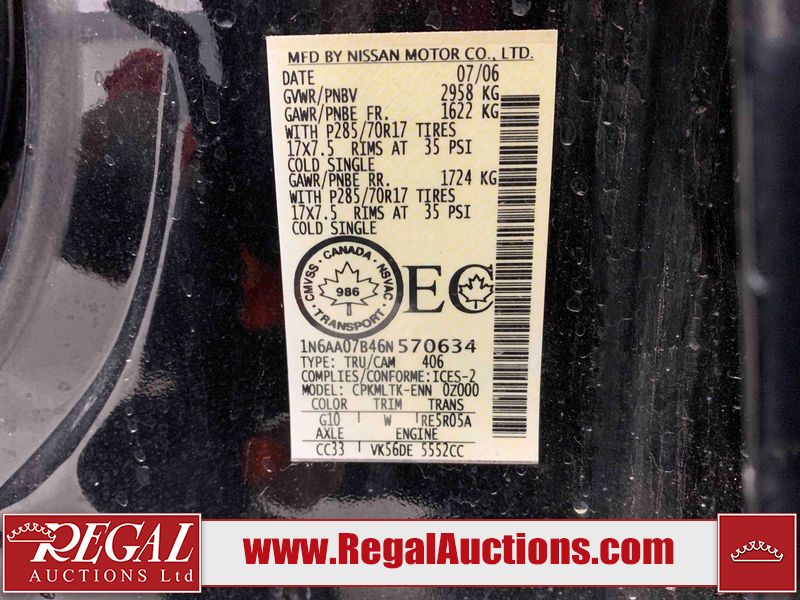 MFD BY NISSAN MOTOR CO., LTD.
DATE 07/06
GVWR/PNBV 2958 KG
GAWR/PNBE FR. 1622 KG
WITH P285/70R17 TIRES
17X7.5 RIMS AT 35 PSI
COLD SINGLE
GAWR/PNBE RR. 1724 KG
WITH P285/70R17 TIRES
17X7.5 RIMS AT 35 PSI
COLD SINGLE
CMVSS · CANADA · NSVAC · TRANSPORT ·
986
EC
1N6AA07B46N570634
TYPE: TRU/CAM 406
COMPLIES/CONFORME:ICES-2
MODEL: CPKMLTK-ENN 0Z000
COLOR TRIM TRANS
G10 W RE5R05A
AXLE ENGINE
CC33 VK56DE 5552CC
REGAL
AUCTIONS Ltd
www.RegalAuctions.com